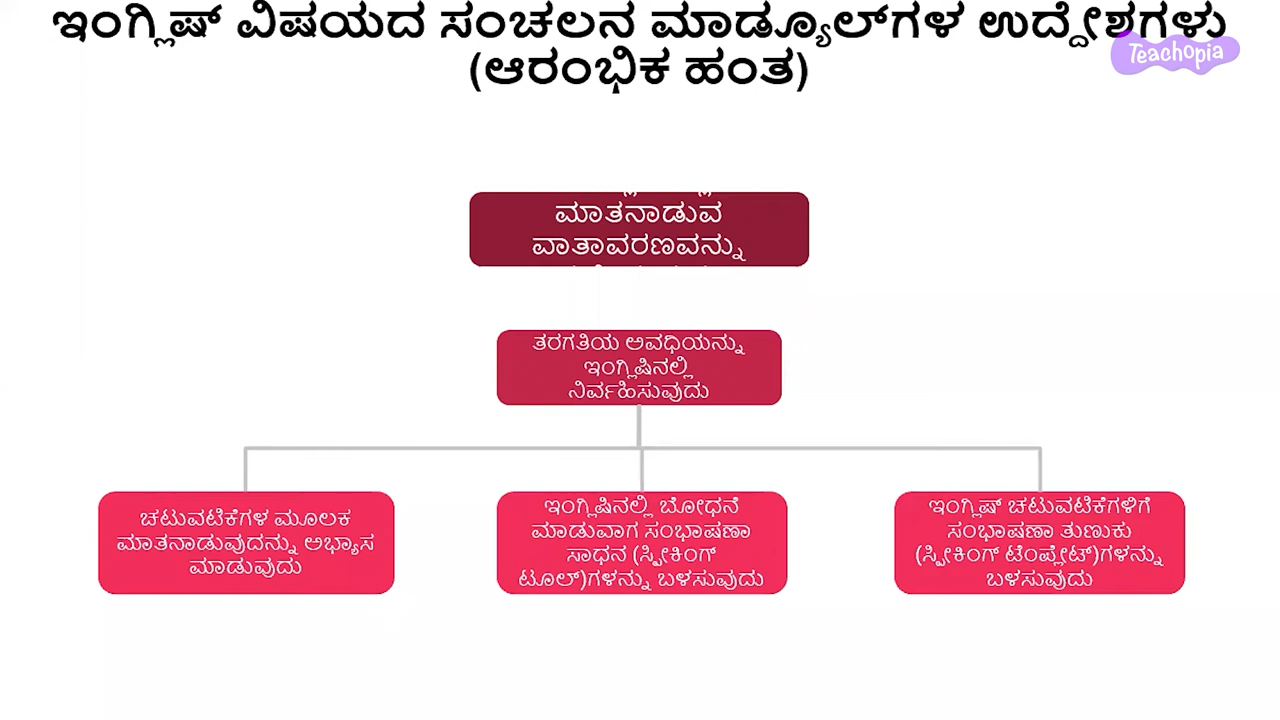 ಇಂಗ್ಲಿಷ್ ವಿಷಯದ ಸಂಚಲನ ಮಾಡ್ಯೂಲ್‌ಗಳ ಉದ್ದೇಶಗಳು
(ಆರಂಭಿಕ ಹಂತ)
Teachopia
ಮಾತನಾಡುವ
ವಾತಾವರಣವನ್ನು
ತರಗತಿಯ ಅವಧಿಯನ್ನು
ಇಂಗ್ಲಿಷಿನಲ್ಲಿ
ನಿರ್ವಹಿಸುವುದು
ಚಟುವಟಿಕೆಗಳ ಮೂಲಕ
ಮಾತನಾಡುವುದನ್ನು ಅಭ್ಯಾಸ
ಮಾಡುವುದು
ಇಂಗ್ಲಿಷಿನಲ್ಲಿ ಬೋಧನೆ
ಮಾಡುವಾಗ ಸಂಭಾಷಣಾ
ಸಾಧನ (ಸ್ಪೀಕಿಂಗ್
ಟೂಲ್)ಗಳನ್ನು ಬಳಸುವುದು
ಇಂಗ್ಲಿಷ್ ಚಟುವಟಿಕೆಗಳಿಗೆ
ಸಂಭಾಷಣಾ ತುಣುಕು
(ಸ್ಪೀಕಿಂಗ್ ಟೆಂಪ್ಲೇಟ್)ಗಳನ್ನು
ಬಳಸುವುದು